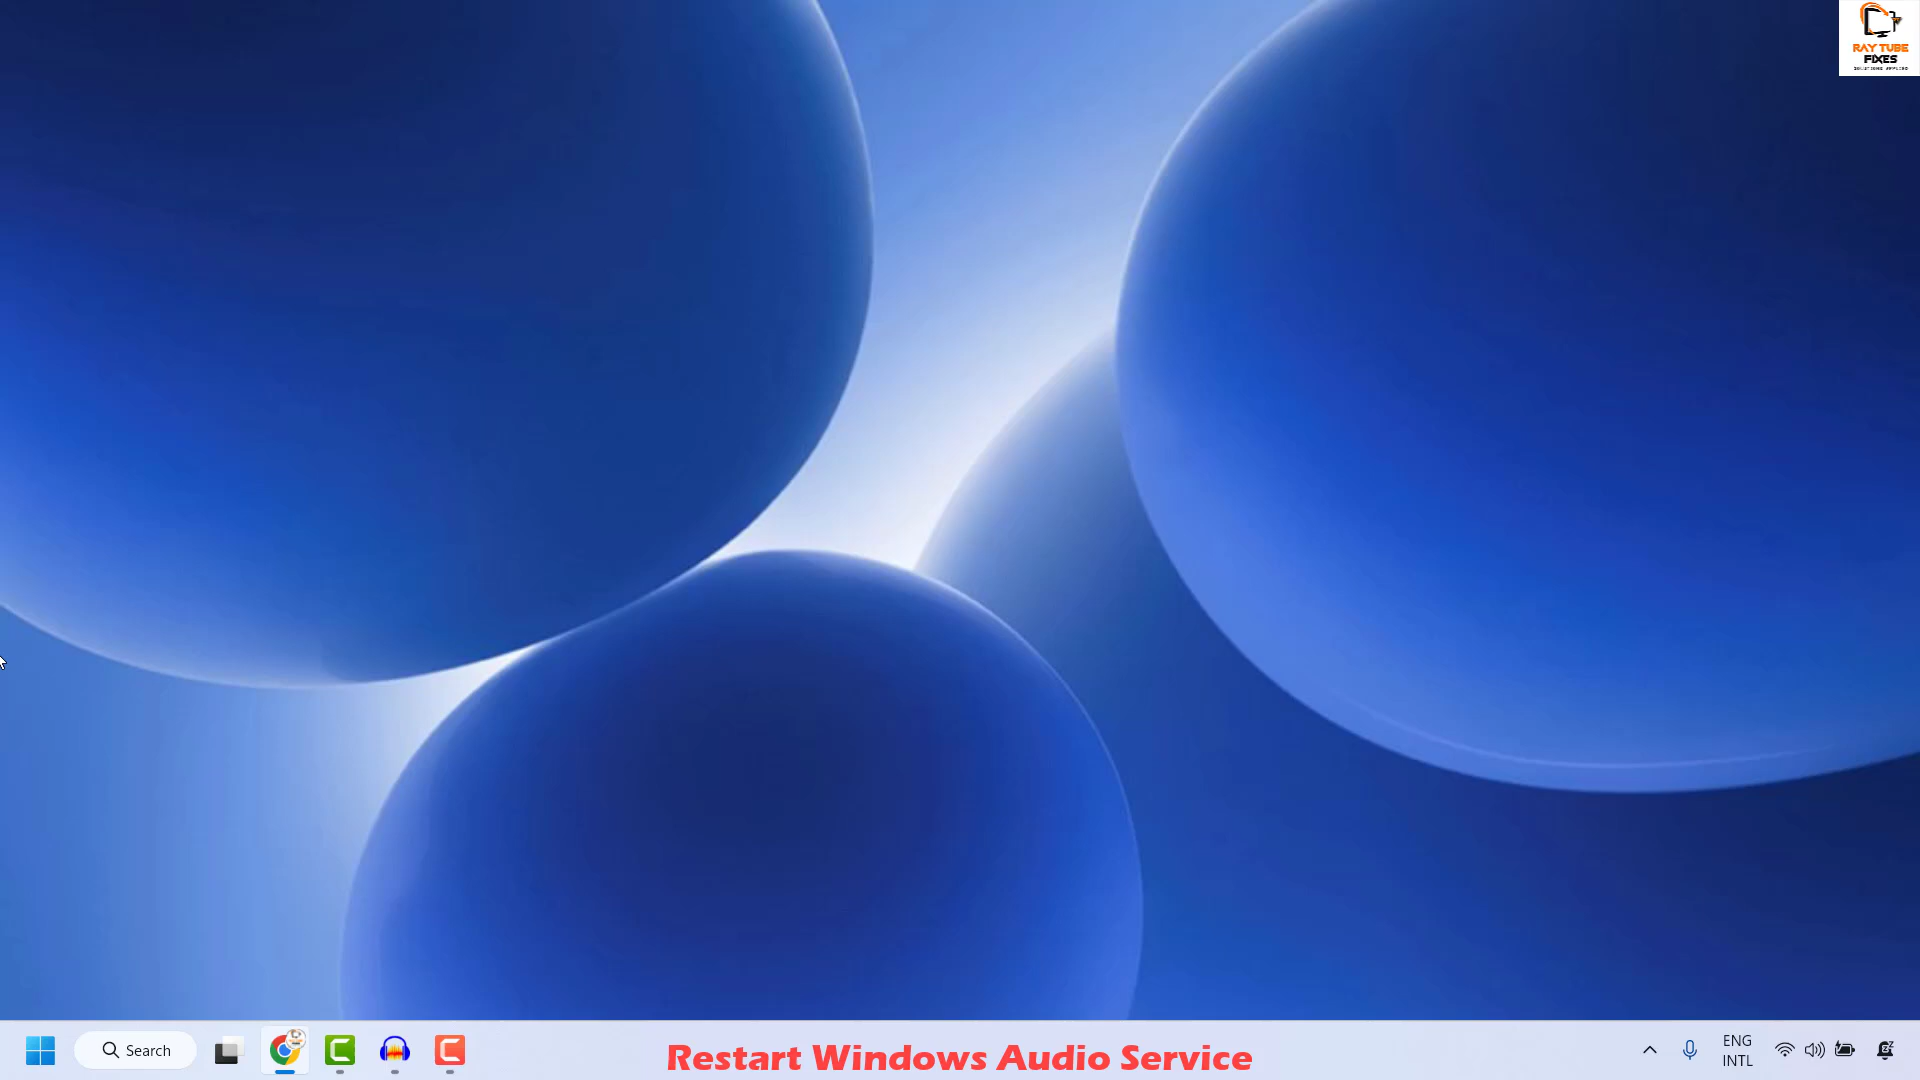 RAY TUBE
FIXES
Search
Restart Windows Audio Service
ENG
INTL